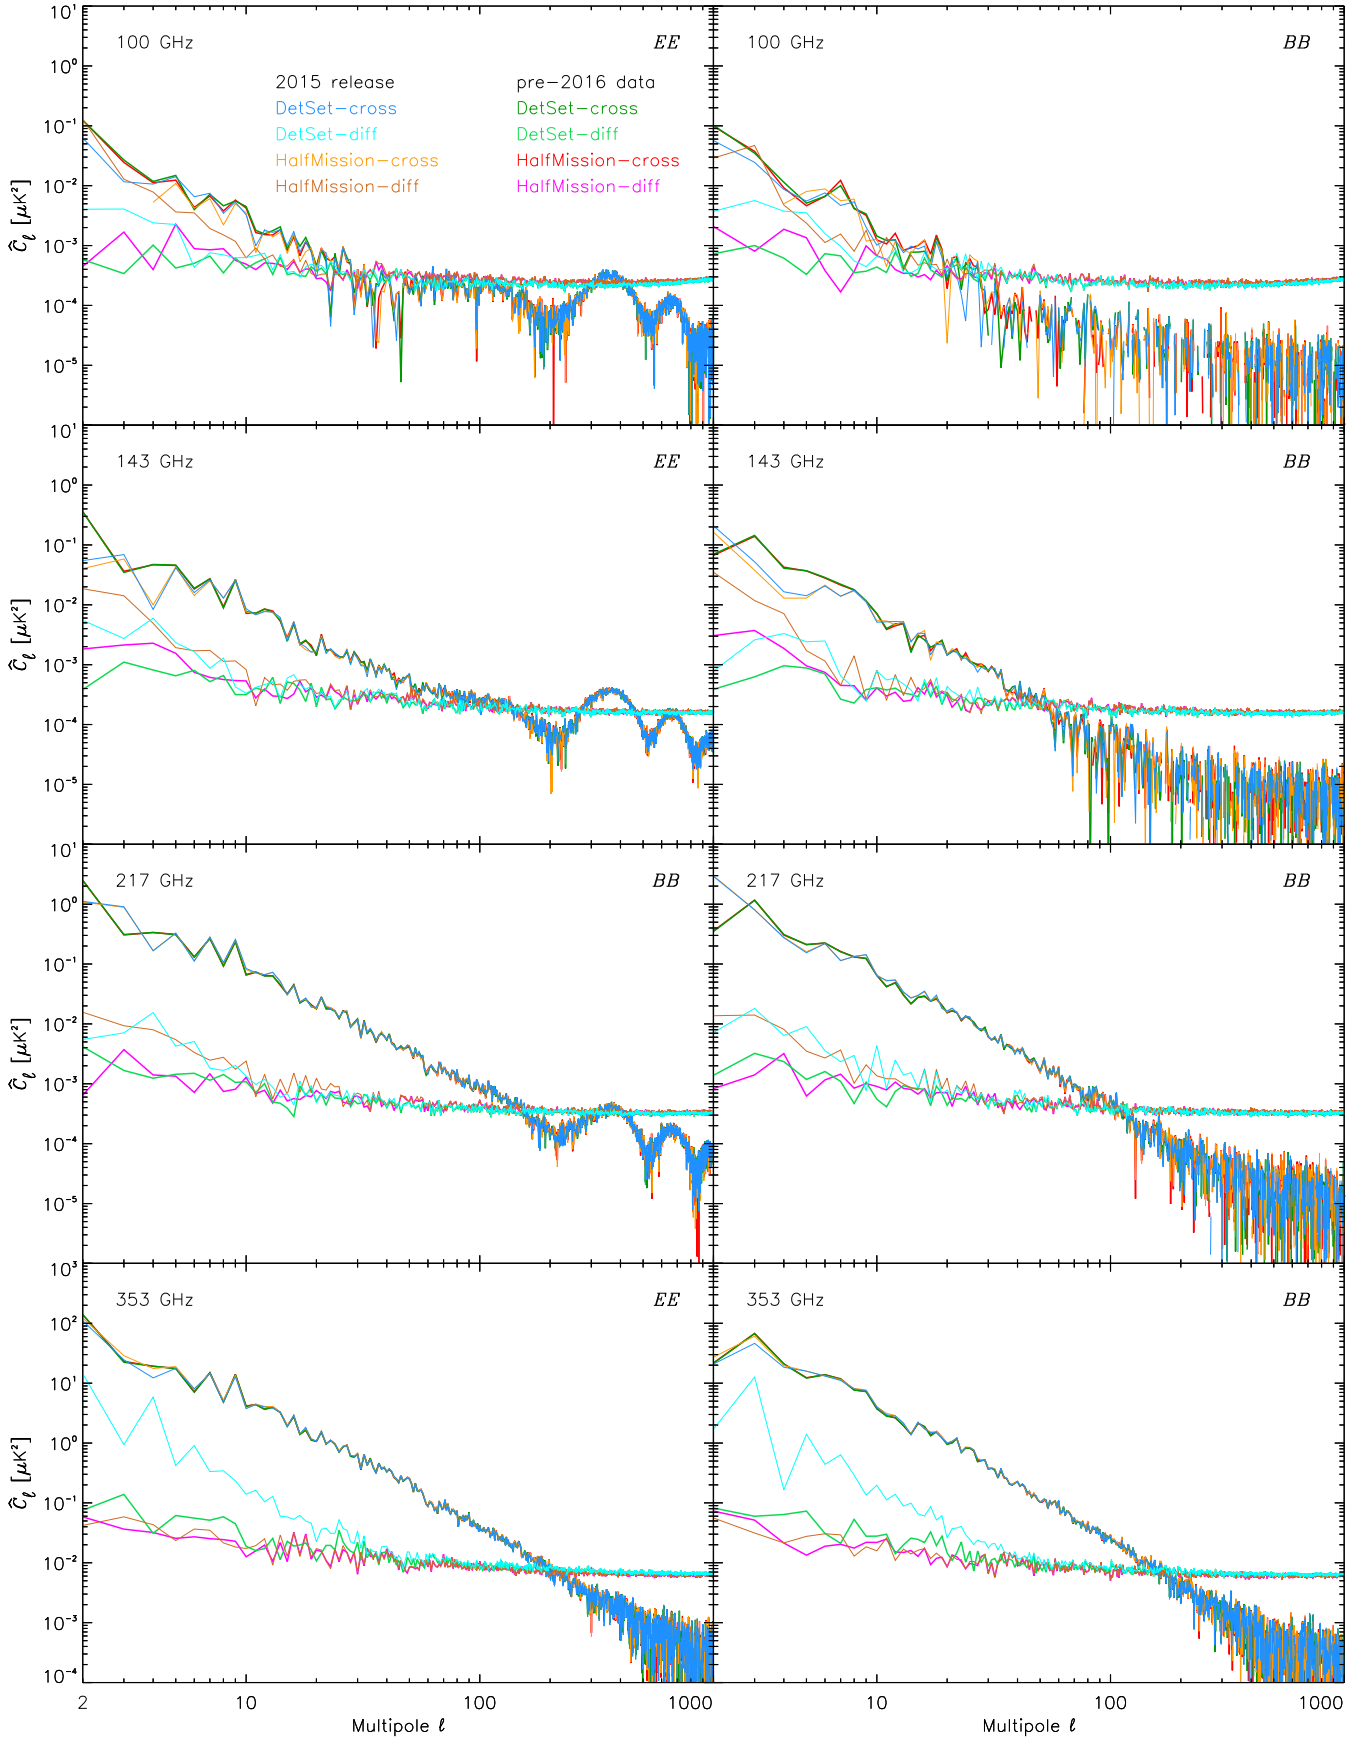 10¹
100 GHz EE 100 GHz BB
10⁰
2015 release pre−2016 data
DetSet−cross DetSet−cross
10⁻¹
DetSet−diff DetSet−diff
HalfMission−cross HalfMission−cross
10⁻²
HalfMission−diff HalfMission−diff
Ĉℓ [μK²]
10⁻³
10⁻⁴
10⁻⁵
10¹
143 GHz EE 143 GHz BB
10⁰
10⁻¹
10⁻²
Ĉℓ [μK²]
10⁻³
10⁻⁴
10⁻⁵
10¹
217 GHz BB 217 GHz BB
10⁰
10⁻¹
10⁻²
Ĉℓ [μK²]
10⁻³
10⁻⁴
10⁻⁵
10³
353 GHz EE 353 GHz BB
10²
10¹
10⁰
Ĉℓ [μK²]
10⁻¹
10⁻²
10⁻³
10⁻⁴
2 10 100 1000 10 100 1000
Multipole ℓ Multipole ℓ